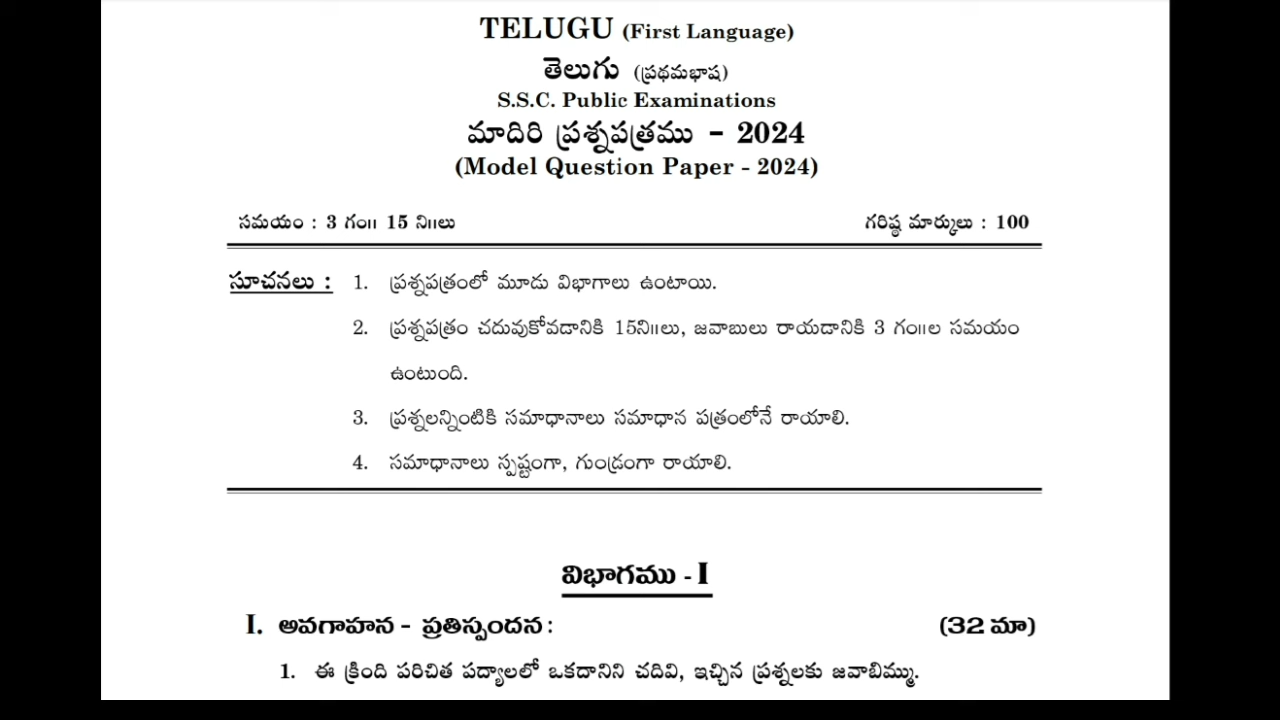 TELUGU (First Language)
తెలుగు (ప్రథమభాష)
S.S.C. Public Examinations
మాదిరి ప్రశ్నపత్రము - 2024
(Model Question Paper - 2024)
సమయం : 3 గం॥ 15 ని॥లు గరిష్ఠ మార్కులు : 100
సూచనలు : 1. ప్రశ్నపత్రంలో మూడు విభాగాలు ఉంటాయి.
2. ప్రశ్నపత్రం చదువుకోవడానికి 15ని॥లు, జవాబులు రాయడానికి 3 గం॥ల సమయం
ఉంటుంది.
3. ప్రశ్నలన్నింటికి సమాధానాలు సమాధాన పత్రంలోనే రాయాలి.
4. సమాధానాలు స్పష్టంగా, గుండ్రంగా రాయాలి.
విభాగము - I
I. అవగాహన - ప్రతిస్పందన : (32 మా)
1. ఈ క్రింది పరిచిత పద్యాలలో ఒకదానిని చదివి, ఇచ్చిన ప్రశ్నలకు జవాబిమ్ము.